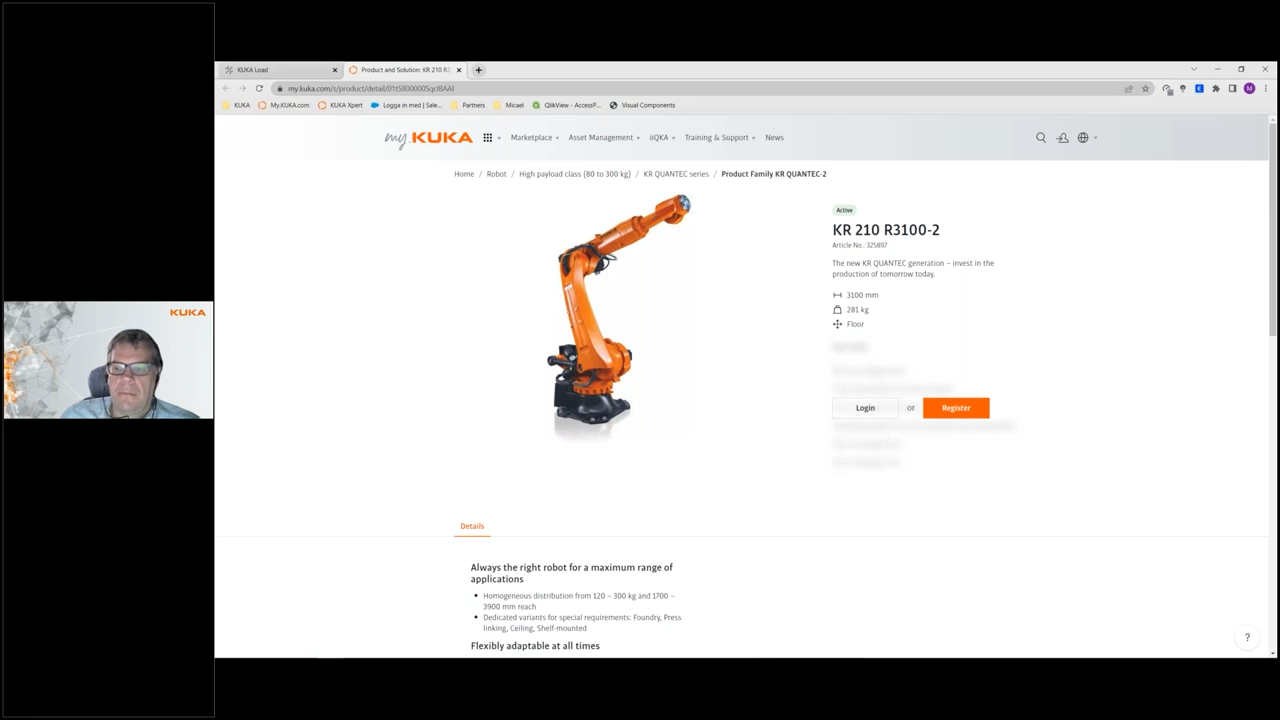 KUKA
KUKA Load
Product and Solution: KR 210 R3
my.kuka.com/s/product/detail/
KUKA
My.KUKA.com
KUKA Xpert
Logga in med | Sale...
Partners
Micael
QlikView - AccessP...
Visual Components
M
my.KUKA
Marketplace
Asset Management
iiQKA
Training & Support
News
Home / Robot / High payload class (80 to 300 kg) / KR QUANTEC series / Product Family KR QUANTEC-2
Active
KR 210 R3100-2
Article No.: 325897
The new KR QUANTEC generation – invest in the
production of tomorrow today.
3100 mm
281 kg
Floor
Login or Register
Details
Always the right robot for a maximum range of
applications
Homogeneous distribution from 120 – 300 kg and 1700 –
3900 mm reach
Dedicated variants for special requirements: Foundry, Press
linking, Ceiling, Shelf-mounted
Flexibly adaptable at all times
?